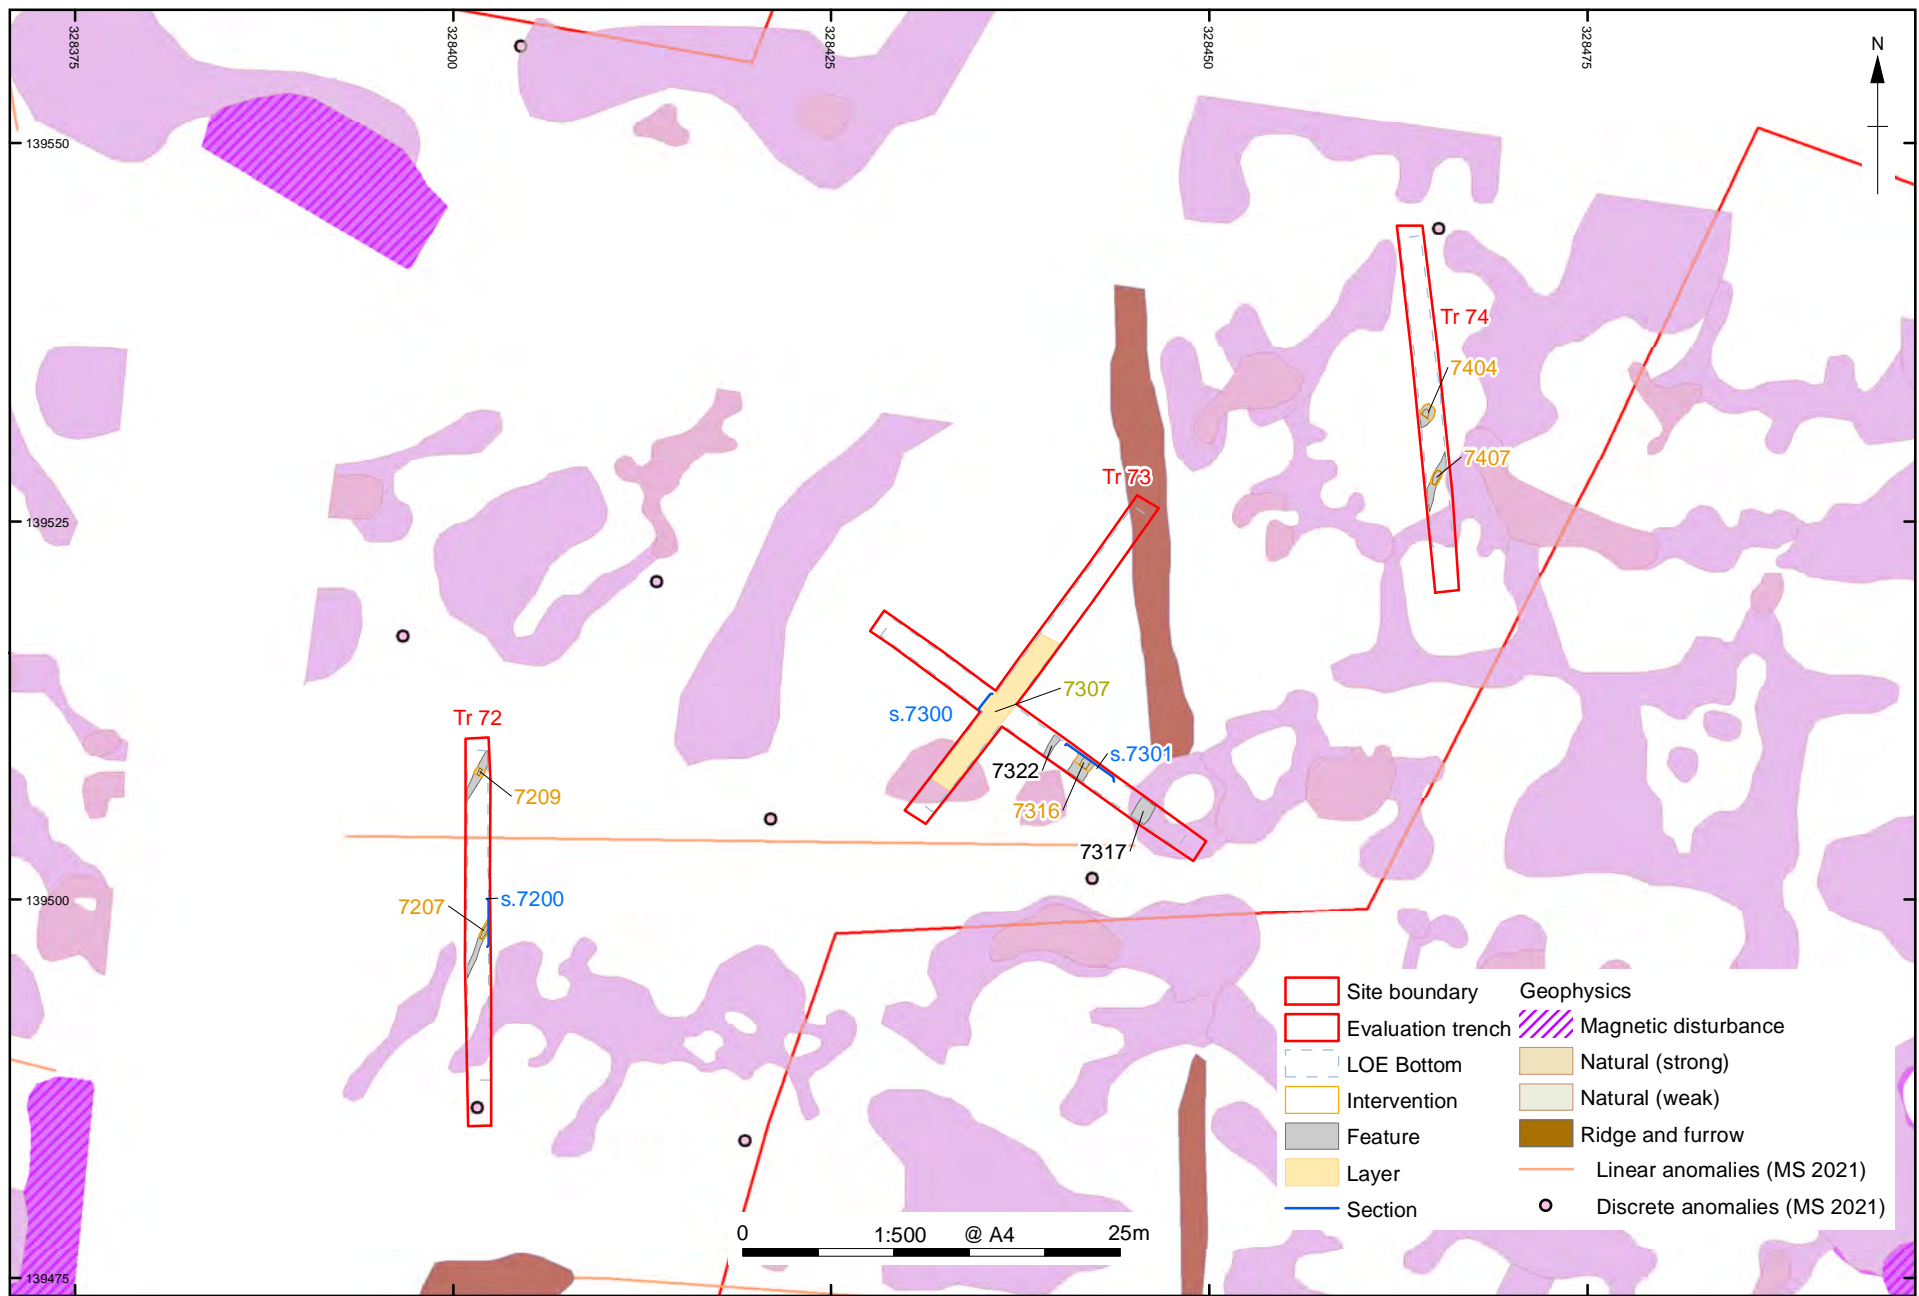 328375
328400
328425
328450
328475
N
139550
139525
139500
139475
Tr 74
7404
7407
Tr 73
7307
s.7300
s.7301
7322
7316
7317
Tr 72
7209
s.7200
7207
Site boundary
Evaluation trench
LOE Bottom
Intervention
Feature
Layer
Section
Geophysics
Magnetic disturbance
Natural (strong)
Natural (weak)
Ridge and furrow
Linear anomalies (MS 2021)
Discrete anomalies (MS 2021)
0 1:500 @ A4 25m